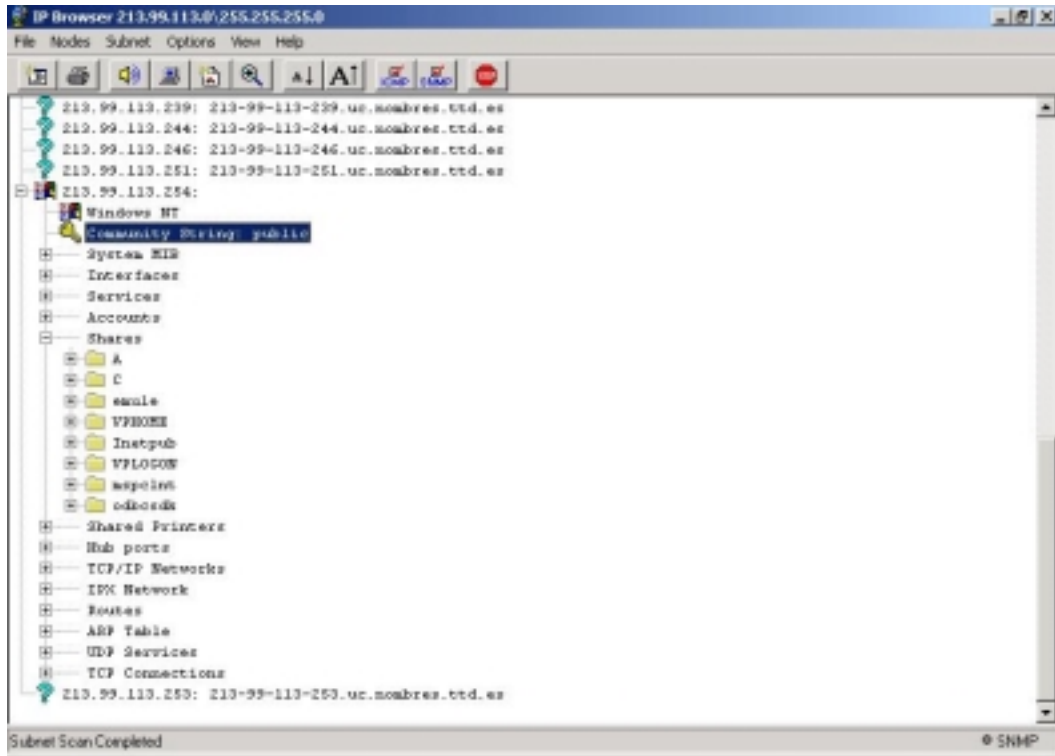 IP Browser 213.99.113.0\255.255.255.0
File Nodes Subnet Options View Help
ICMP SNMP STOP
213.99.113.239: 213-99-113-239.uc.nombres.ttd.es
213.99.113.244: 213-99-113-244.uc.nombres.ttd.es
213.99.113.246: 213-99-113-246.uc.nombres.ttd.es
213.99.113.251: 213-99-113-251.uc.nombres.ttd.es
213.99.113.254:
Windows NT
Community String: public
System MIB
Interfaces
Services
Accounts
Shares
A
C
emule
VPHOME
Inetpub
VPLOGON
mspclnt
odbcsdk
Shared Printers
Hub ports
TCP/IP Networks
IPX Network
Routes
ARP Table
UDP Services
TCP Connections
213.99.113.253: 213-99-113-253.uc.nombres.ttd.es
Subnet Scan Completed
SNMP